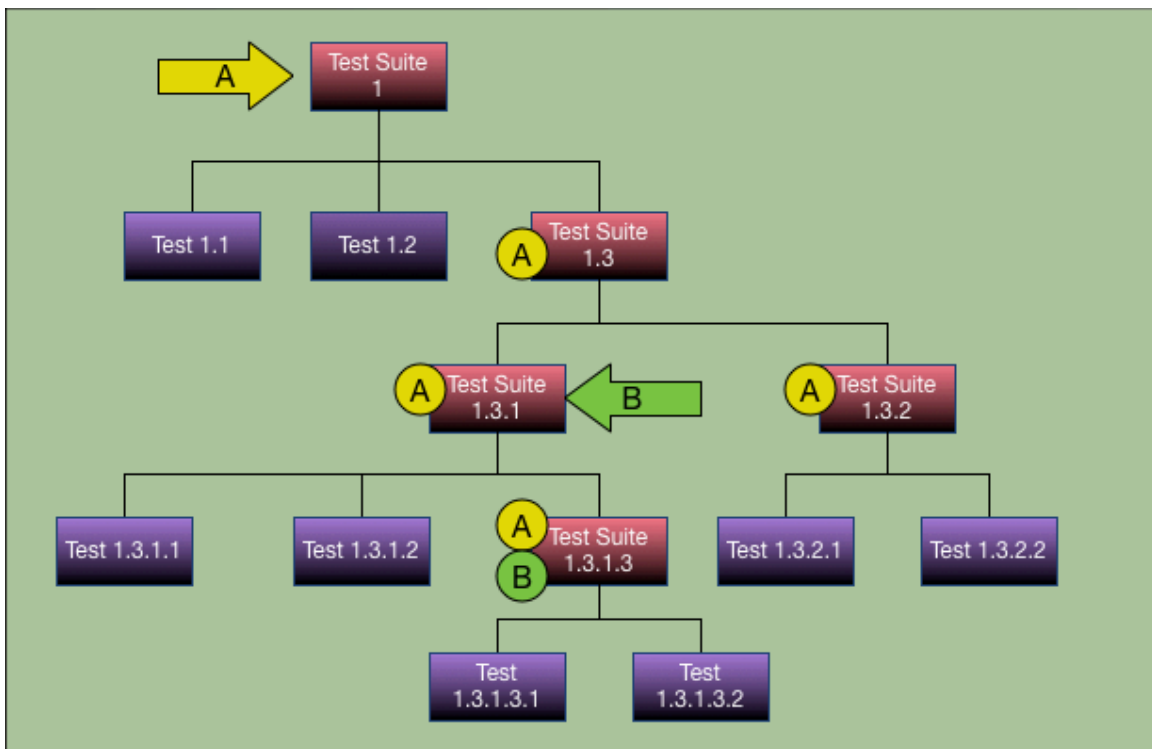 A
Test Suite
1
Test 1.1
Test 1.2
A
Test Suite
1.3
A
Test Suite
1.3.1
B
A
Test Suite
1.3.2
Test 1.3.1.1
Test 1.3.1.2
A
B
Test Suite
1.3.1.3
Test 1.3.2.1
Test 1.3.2.2
Test
1.3.1.3.1
Test
1.3.1.3.2